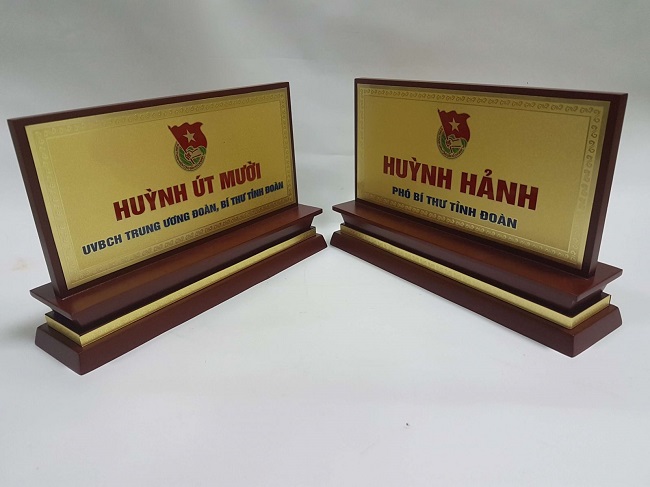 HUỲNH ÚT MƯỜI
UVBCH TRUNG ƯƠNG ĐOÀN, BÍ THƯ TỈNH ĐOÀN
HUỲNH HẢNH
PHÓ BÍ THƯ TỈNH ĐOÀN